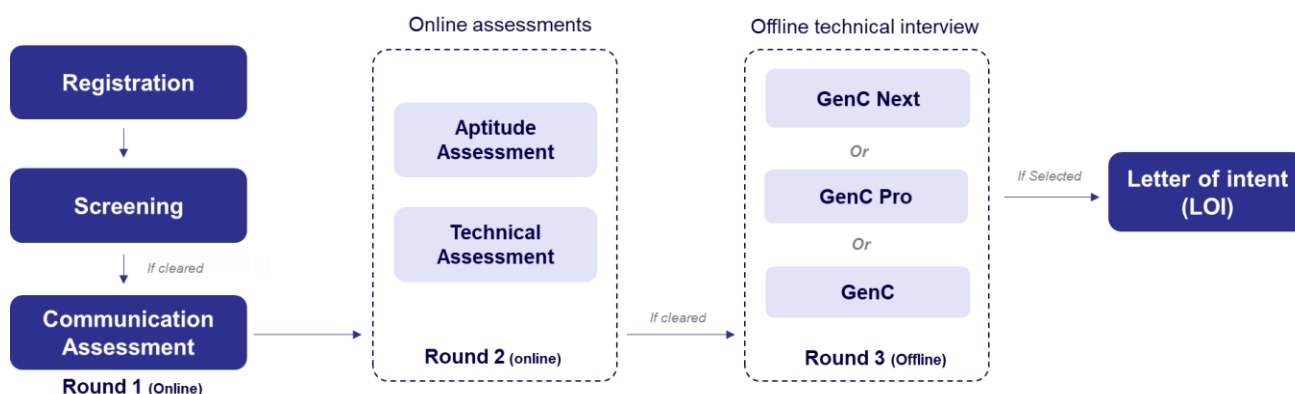 Registration
Screening
If cleared
Communication
Assessment
Round 1 (Online)
Online assessments
Aptitude
Assessment
Technical
Assessment
Round 2 (online)
If cleared
Offline technical interview
GenC Next
Or
GenC Pro
Or
GenC
Round 3 (Offline)
If Selected
Letter of intent
(LOI)